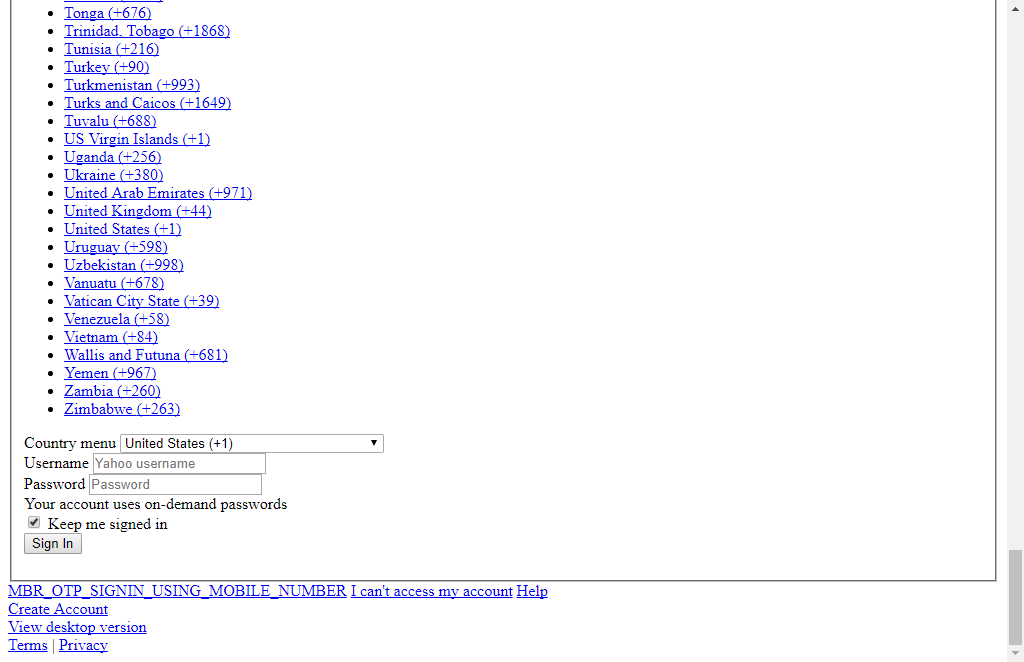 Tonga (+676)
Trinidad, Tobago (+1868)
Tunisia (+216)
Turkey (+90)
Turkmenistan (+993)
Turks and Caicos (+1649)
Tuvalu (+688)
US Virgin Islands (+1)
Uganda (+256)
Ukraine (+380)
United Arab Emirates (+971)
United Kingdom (+44)
United States (+1)
Uruguay (+598)
Uzbekistan (+998)
Vanuatu (+678)
Vatican City State (+39)
Venezuela (+58)
Vietnam (+84)
Wallis and Futuna (+681)
Yemen (+967)
Zambia (+260)
Zimbabwe (+263)
Country menu United States (+1)
Username Yahoo username
Password Password
Your account uses on-demand passwords
Keep me signed in
Sign In
MBR_OTP_SIGNIN_USING_MOBILE_NUMBER I can't access my account Help
Create Account
View desktop version
Terms | Privacy